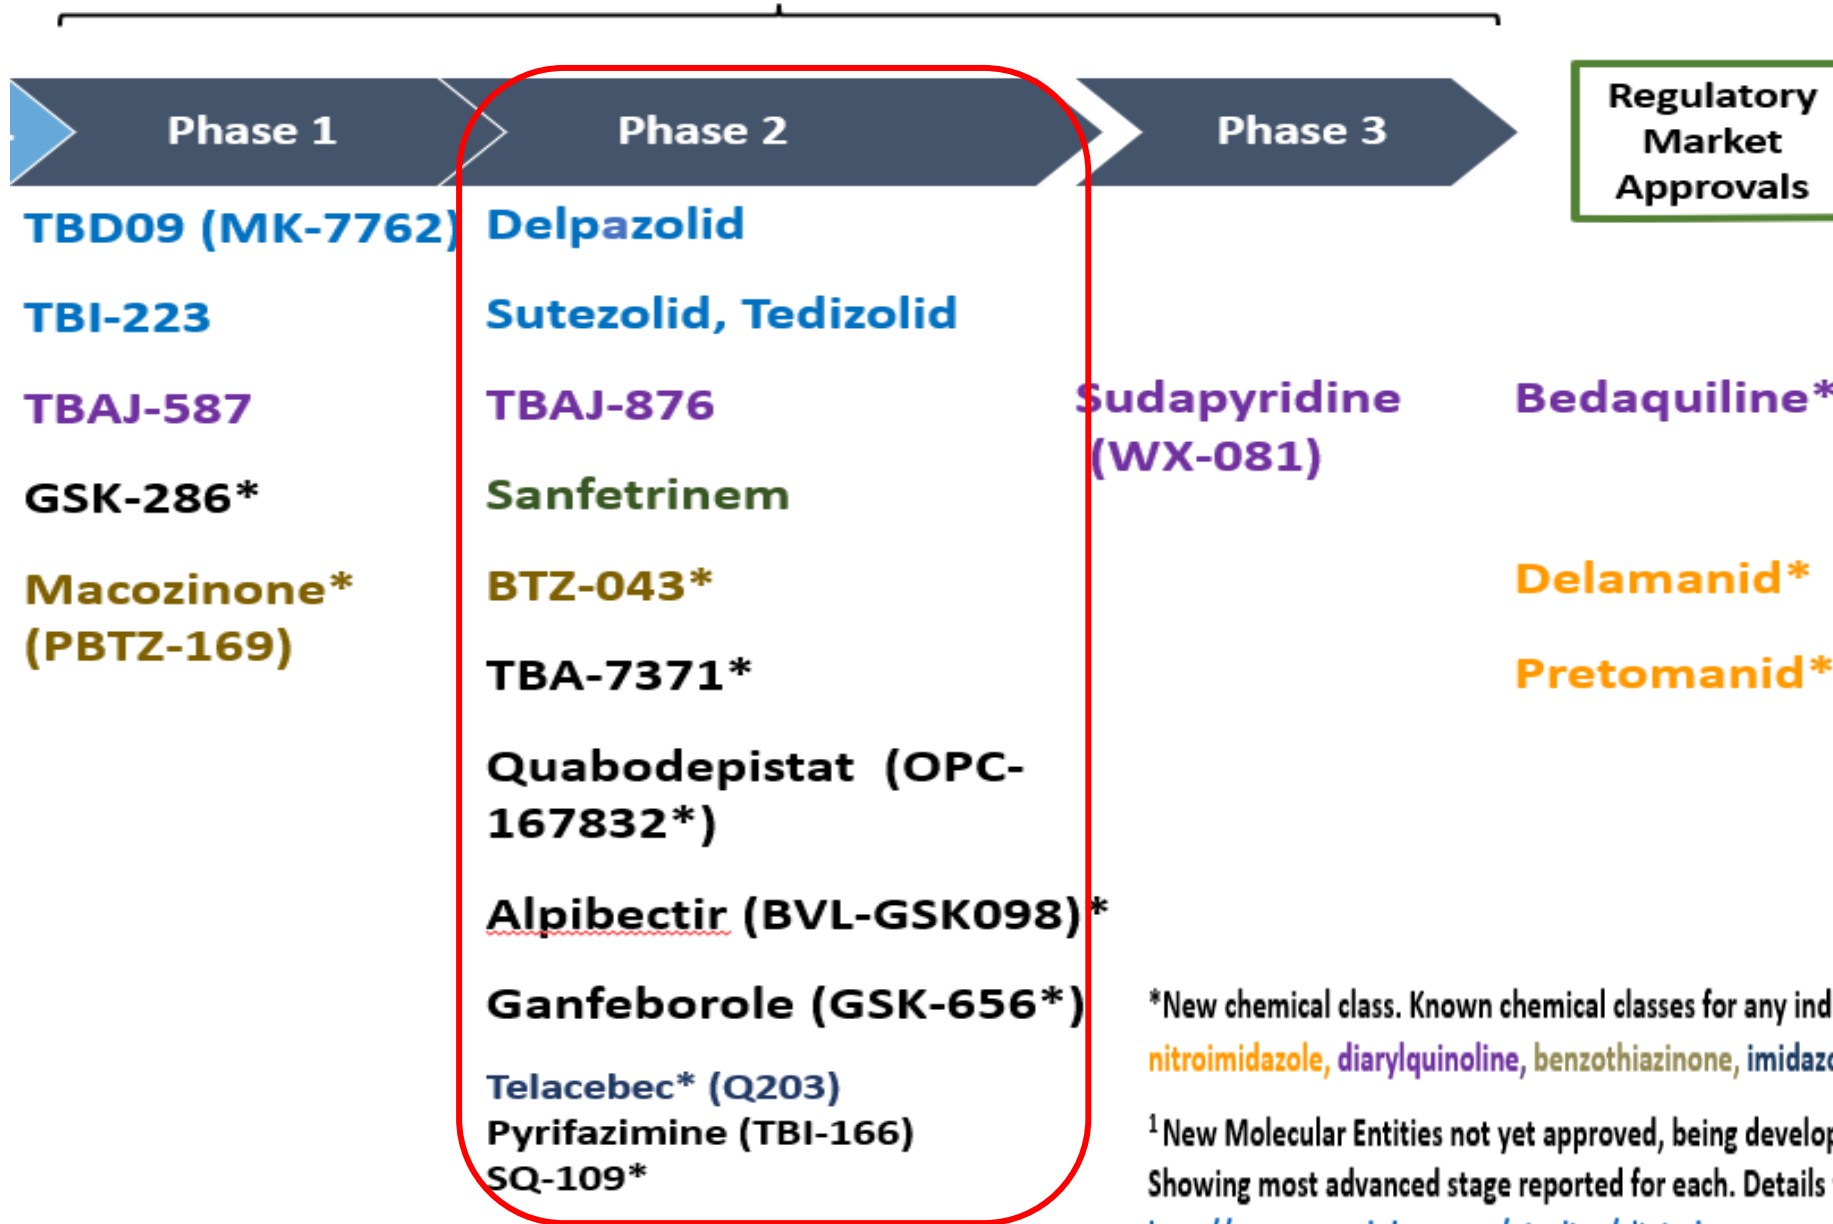 Phase 1
Phase 2
Phase 3
Regulatory
Market
Approvals
TBD09 (MK-7762)
TBI-223
TBAJ-587
GSK-286*
Macozinone*
(PBTZ-169)
Delpazolid
Sutezolid, Tedizolid
TBAJ-876
Sanfetrinem
BTZ-043*
TBA-7371*
Quabodepistat (OPC-
167832*)
Alpibectir (BVL-GSK098)*
Ganfeborole (GSK-656*)
Telacebec* (Q203)
Pyrifazimine (TBI-166)
SQ-109*
Sudapyridine
(WX-081)
Bedaquiline*
Delamanid*
Pretomanid*
*New chemical class. Known chemical classes for any
nitroimidazole, diarylquinoline, benzothiazinone,
1 New Molecular Entities not yet approved, being
Showing most advanced stage reported for each. Details